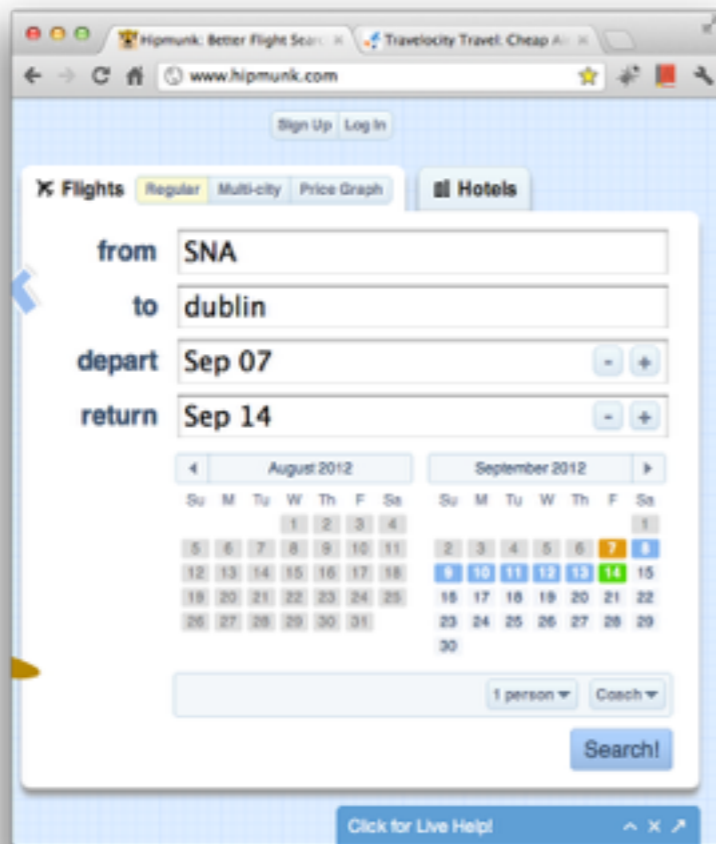 Hipmunk: Better Flight Sear
Travelocity Travel: Cheap Ai
www.hipmunk.com
Sign Up Log In
Flights Regular Multi-city Price Graph Hotels
from SNA
to dublin
depart Sep 07 - +
return Sep 14 - +
August 2012 September 2012
Su M Tu W Th F Sa Su M Tu W Th F Sa
1 2 3 4 1
5 6 7 8 9 10 11 2 3 4 5 6 7 8
12 13 14 15 16 17 18 9 10 11 12 13 14 15
19 20 21 22 23 24 25 16 17 18 19 20 21 22
26 27 28 29 30 31 23 24 25 26 27 28 29
30
1 person Coach
Search!
Click for Live Help!